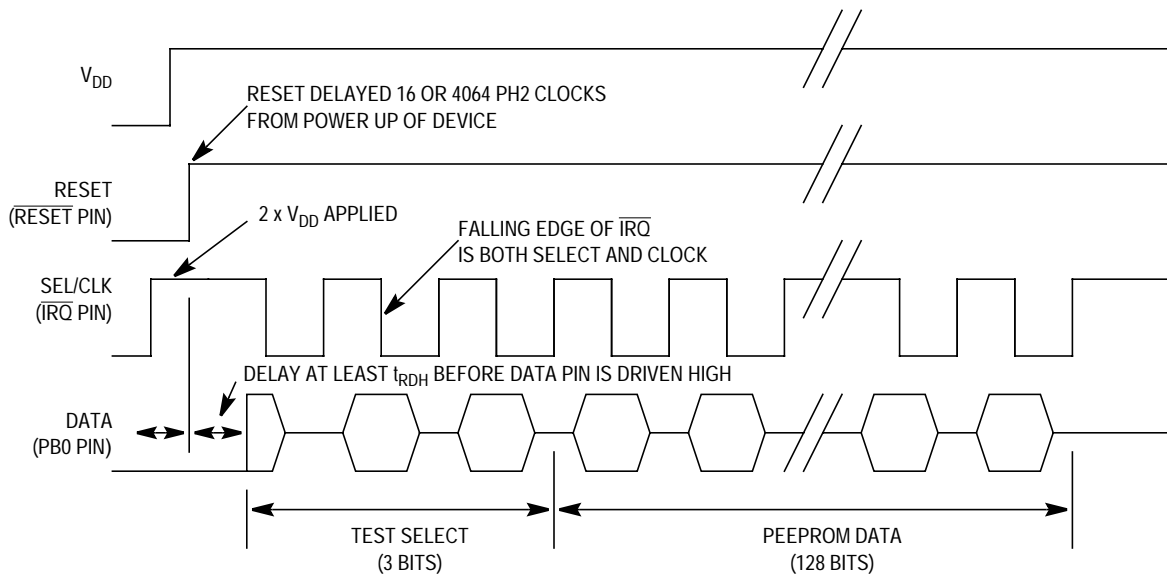 V_DD
RESET DELAYED 16 OR 4064 PH2 CLOCKS
FROM POWER UP OF DEVICE
RESET
(RESET PIN)
2 x V_DD APPLIED
FALLING EDGE OF IRQ
IS BOTH SELECT AND CLOCK
SEL/CLK
(IRQ PIN)
DELAY AT LEAST t_RDH BEFORE DATA PIN IS DRIVEN HIGH
DATA
(PB0 PIN)
TEST SELECT
(3 BITS)
PEEPROM DATA
(128 BITS)